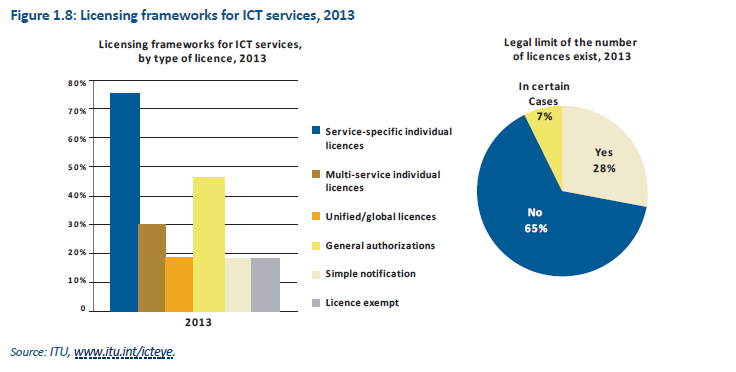 Figure 1.8: Licensing frameworks for ICT services, 2013
Licensing frameworks for ICT services,
by type of licence, 2013
80%
70%
60%
50%
40%
30%
20%
10%
0
2013
Service-specific individual
licences
Multi-service individual
licences
Unified/global licences
General authorizations
Simple notification
Licence exempt
Legal limit of the number
of licences exist, 2013
In certain
Cases
7%
Yes
28%
No
65%
Source: ITU, www.itu.int/icteye.